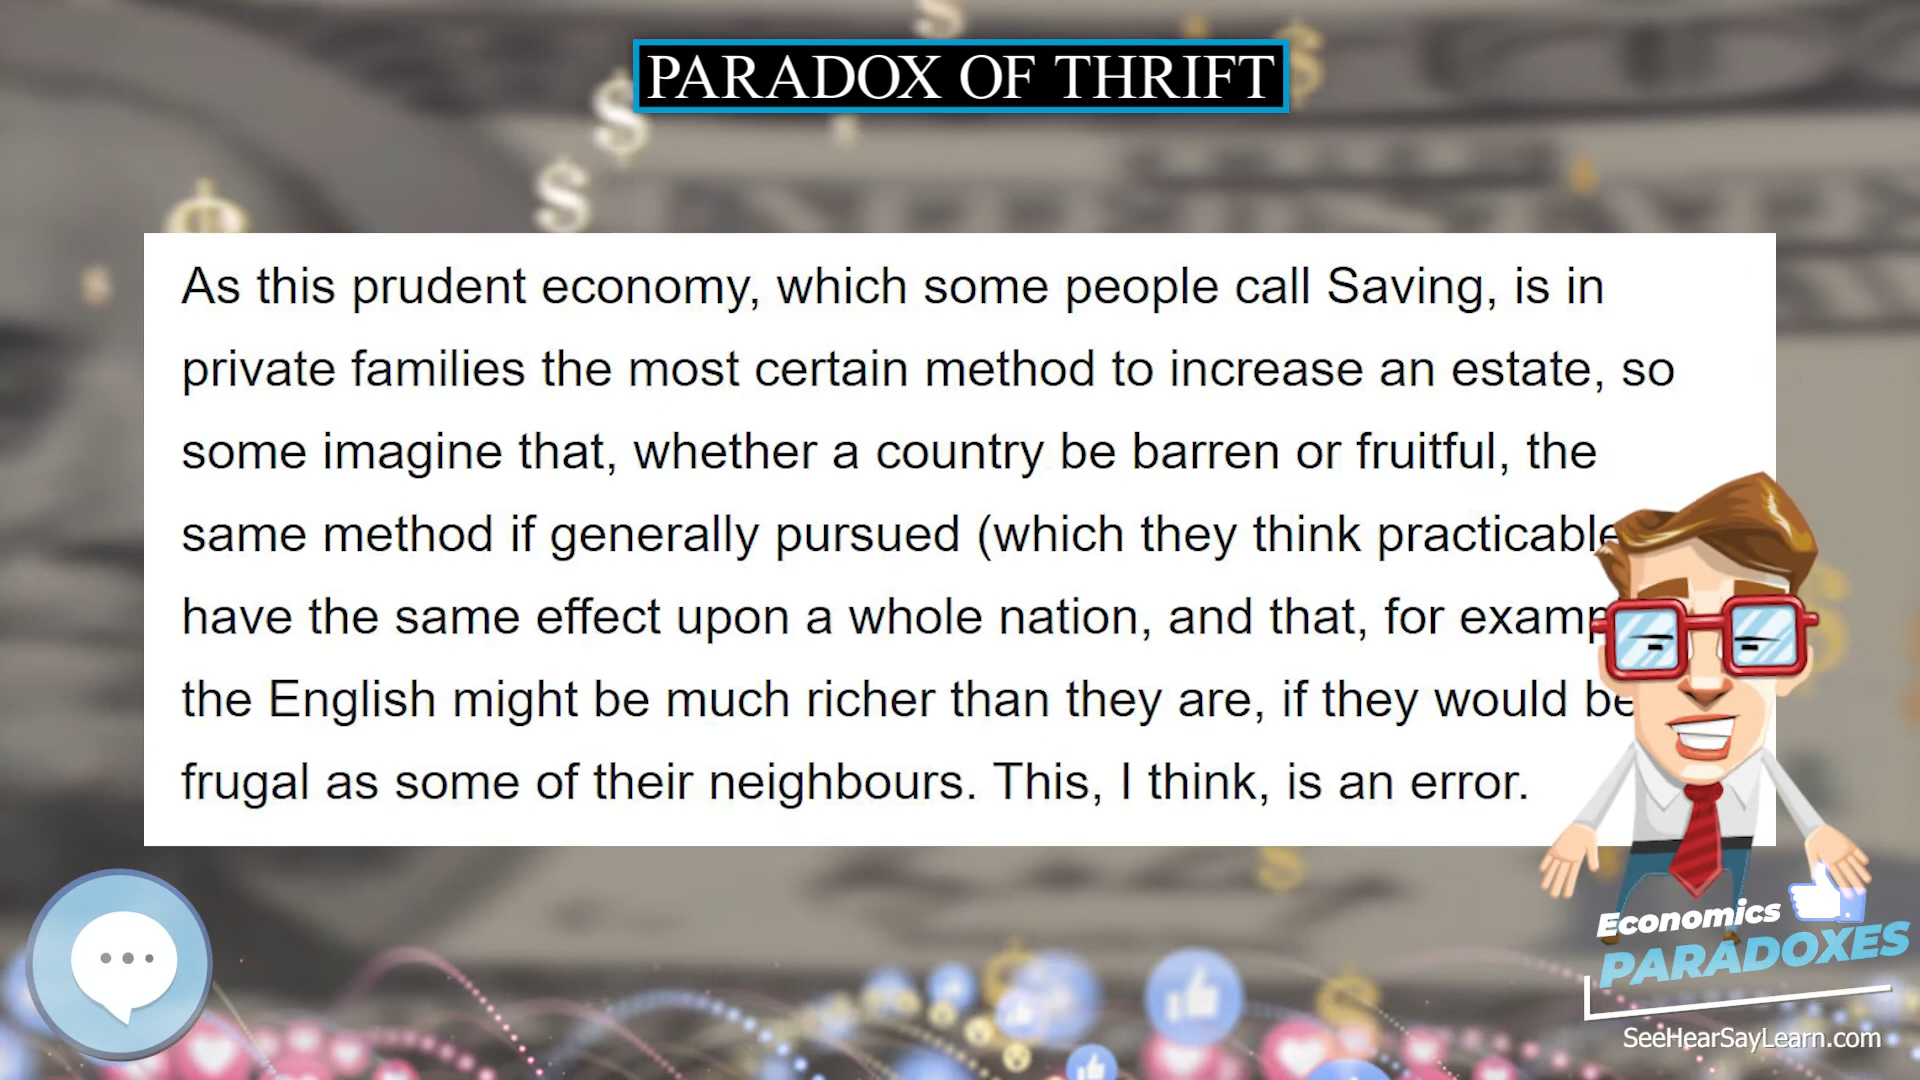 PARADOX OF THRIFT
As this prudent economy, which some people call Saving, is in
private families the most certain method to increase an estate, so
some imagine that, whether a country be barren or fruitful, the
same method if generally pursued (which they think practicable
have the same effect upon a whole nation, and that, for
the English might be much richer than they are, if they would be
frugal as some of their neighbours. This, I think, is an error.
Economics
PARADOXES
SeeHearSayLearn.com